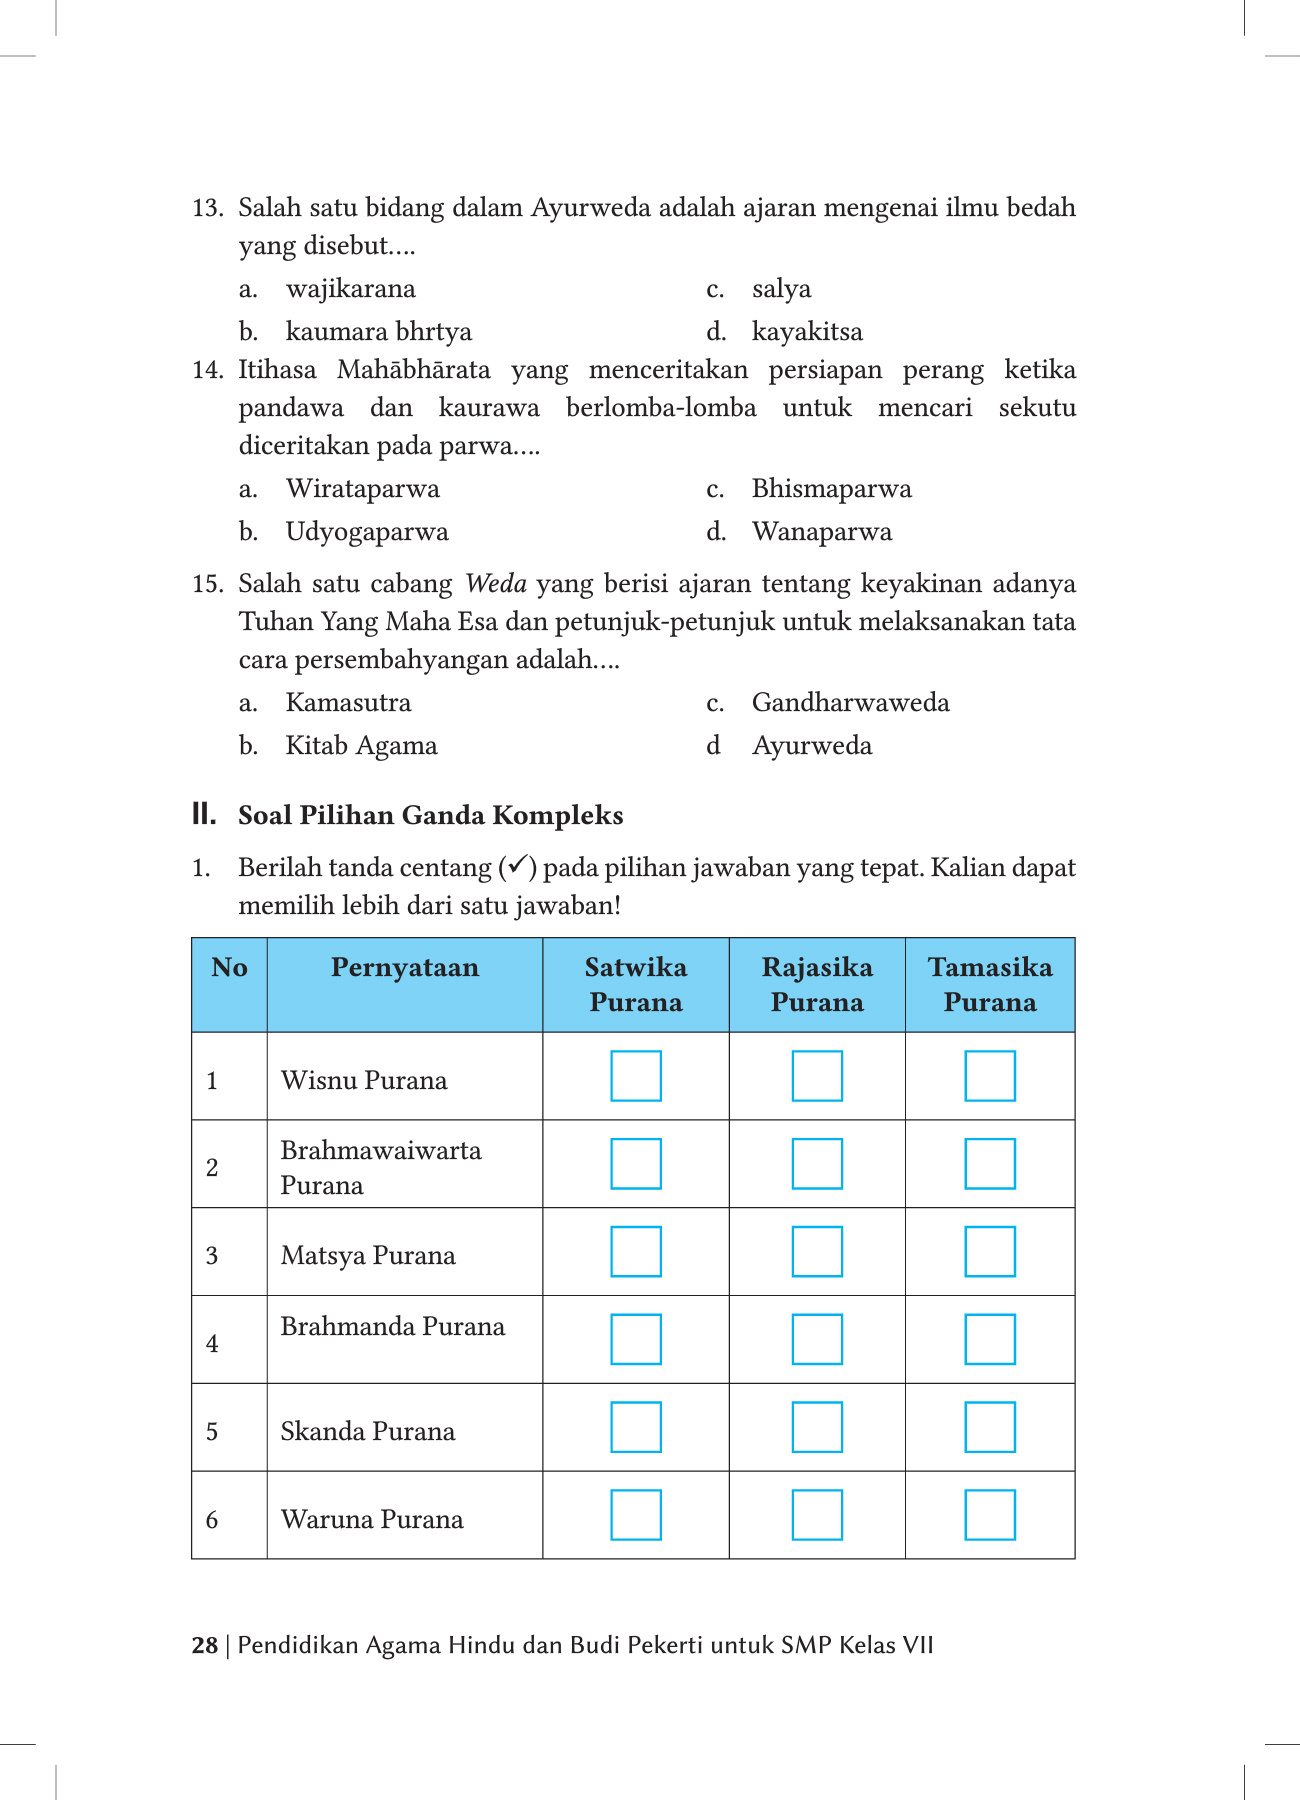 13. Salah satu bidang dalam Ayurweda adalah ajaran mengenai ilmu bedah
yang disebut....
a. wajikarana c. salya
b. kaumara bhrtya d. kayakitsa
14. Itihasa Mahābhārata yang menceritakan persiapan perang ketika
pandawa dan kaurawa berlomba-lomba untuk mencari sekutu
diceritakan pada parwa....
a. Wirataparwa c. Bhismaparwa
b. Udyogaparwa d. Wanaparwa
15. Salah satu cabang Weda yang berisi ajaran tentang keyakinan adanya
Tuhan Yang Maha Esa dan petunjuk-petunjuk untuk melaksanakan tata
cara persembahyangan adalah....
a. Kamasutra c. Gandharwaweda
b. Kitab Agama d Ayurweda
II. Soal Pilihan Ganda Kompleks
1. Berilah tanda centang (✓) pada pilihan jawaban yang tepat. Kalian dapat
memilih lebih dari satu jawaban!
No Pernyataan Satwika Rajasika Tamasika
Purana Purana Purana
1 Wisnu Purana
2 Brahmawaiwarta
Purana
3 Matsya Purana
4 Brahmanda Purana
5 Skanda Purana
6 Waruna Purana
28 | Pendidikan Agama Hindu dan Budi Pekerti untuk SMP Kelas VII